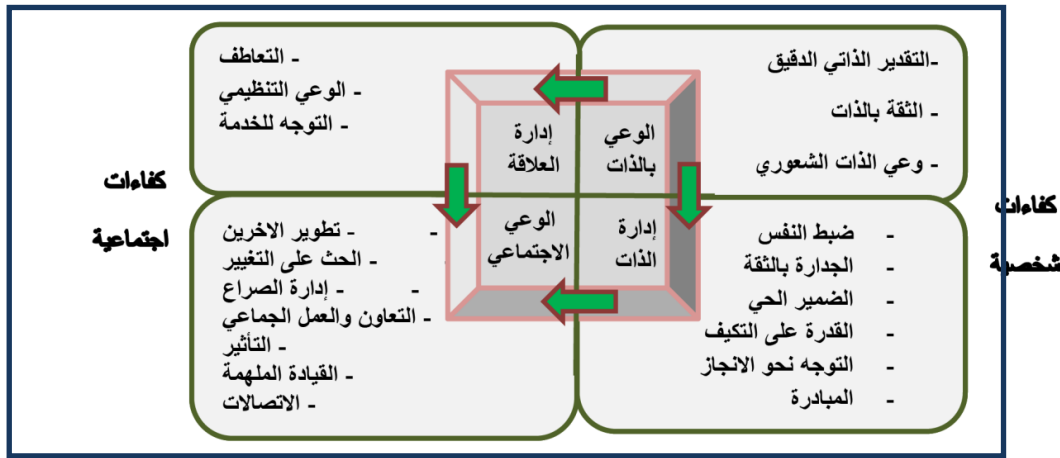 -التقدير الذاتي الدقيق
- الثقة بالذات
- وعي الذات الشعوري
- التعاطف
- الوعي التنظيمي
- التوجه للخدمة
الوعي
بالذات
إدارة
العلاقة
إدارة
الذات
الوعي
الاجتماعي
كفاءات
شخصية
كفاءات
اجتماعية
- ضبط النفس
- الجدارة بالثقة
- الضمير الحي
- القدرة على التكيف
- التوجه نحو الانجاز
- المبادرة
- - تطوير الاخرين
- الحث على التغيير
- - إدارة الصراع
- التعاون والعمل الجماعي
- التأثير
- القيادة الملهمة
- الاتصالات